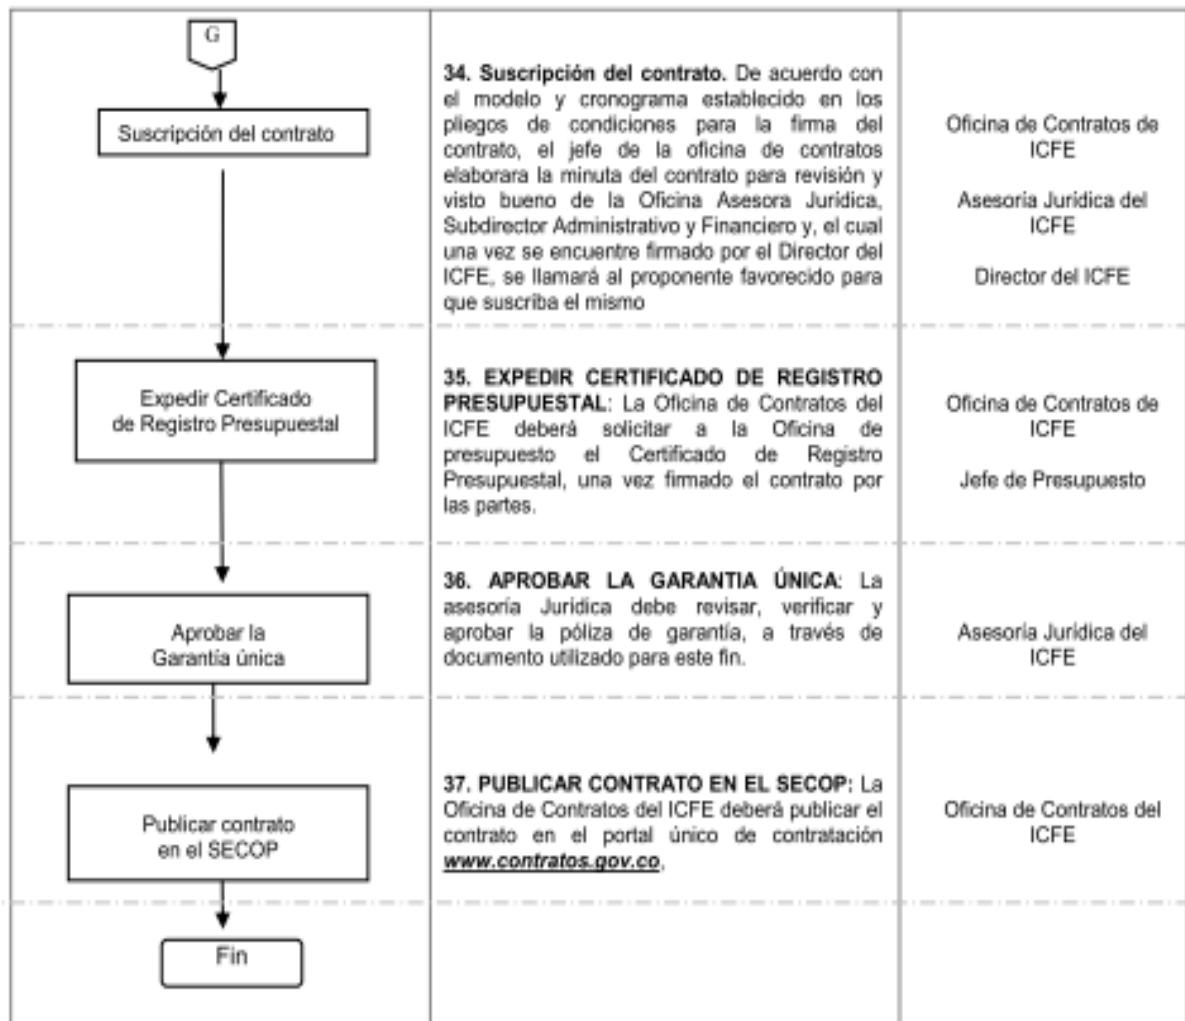 G
Suscripción del contrato
34. Suscripción del contrato. De acuerdo con
el modelo y cronograma establecido en los
pliegos de condiciones para la firma del
contrato, el jefe de la oficina de contratos
elaborara la minuta del contrato para revisión y
visto bueno de la Oficina Asesora Jurídica,
Subdirector Administrativo y Financiero y, el cual
una vez se encuentre firmado por el Director del
ICFE, se llamará al proponente favorecido para
que suscriba el mismo
Oficina de Contratos de
ICFE
Asesoría Jurídica del
ICFE
Director del ICFE
Expedir Certificado
de Registro Presupuestal
35. EXPEDIR CERTIFICADO DE REGISTRO
PRESUPUESTAL: La Oficina de Contratos del
ICFE deberá solicitar a la Oficina de
presupuesto el Certificado de Registro
Presupuestal, una vez firmado el contrato por
las partes.
Oficina de Contratos de
ICFE
Jefe de Presupuesto
Aprobar la
Garantía única
36. APROBAR LA GARANTIA ÚNICA: La
asesoría Jurídica debe revisar, verificar y
aprobar la póliza de garantía, a través de
documento utilizado para este fin.
Asesoría Jurídica del
ICFE
Publicar contrato
en el SECOP
37. PUBLICAR CONTRATO EN EL SECOP: La
Oficina de Contratos del ICFE deberá publicar el
contrato en el portal único de contratación
www.contratos.gov.co,
Oficina de Contratos del
ICFE
Fin